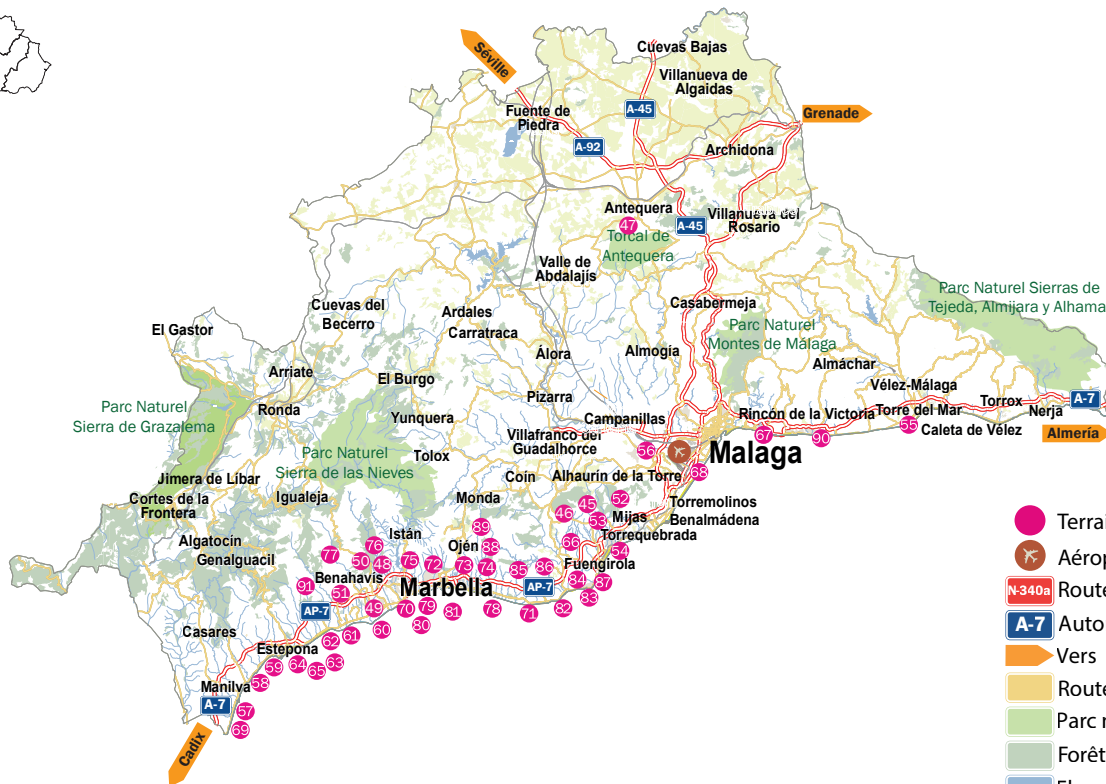 Séville
Cuevas Bajas
Villanueva de
Algaidas
A-45
Fuente de
Piedra
A-92
Grenade
Archidona
Antequera
47
A-45
Villanueva del
Rosario
Torcal de
Antequera
Valle de
Abdalajís
Parc Naturel Sierras de
Tejeda, Almijara y Alhama
Cuevas del
Becerro
Ardales
Carratraca
Casabermeja
El Gastor
Parc Naturel
Montes de Málaga
Álora
Almogía
Almáchar
Arriate
El Burgo
Vélez-Málaga
Pizarra
Torrox
A-7
Parc Naturel
Sierra de Grazalema
Ronda
Yunquera
Campanillas
Rincón de la Victoria
Torre del Mar
Nerja
55
Caleta de Vélez
Almería
Villafranco del
Guadalhorce
67
90
Parc Naturel
Sierra de las Nieves
Tolox
56
Malaga
Jimera de Líbar
Coín
Alhaurín de la Torre
68
Cortes de la
Frontera
Igualeja
Monda
45
52
Torremolinos
46
53
Mijas
Benalmádena
Algatocín
Genalguacil
Istán
89
Torrequebrada
76
Ojén
88
66
54
77
50
48
75
72
73
74
85
86
Fuengirola
Benahavís
84
87
91
51
Marbella
AP-7
83
AP-7
49
70
79
81
78
71
82
80
60
Casares
62
61
Estepona
59
64
65
63
Manilva
58
A-7
57
69
Cadix
Terrai
Aérop
N-340a
Route
A-7
Auto
Vers
Route
Parc n
Forêt